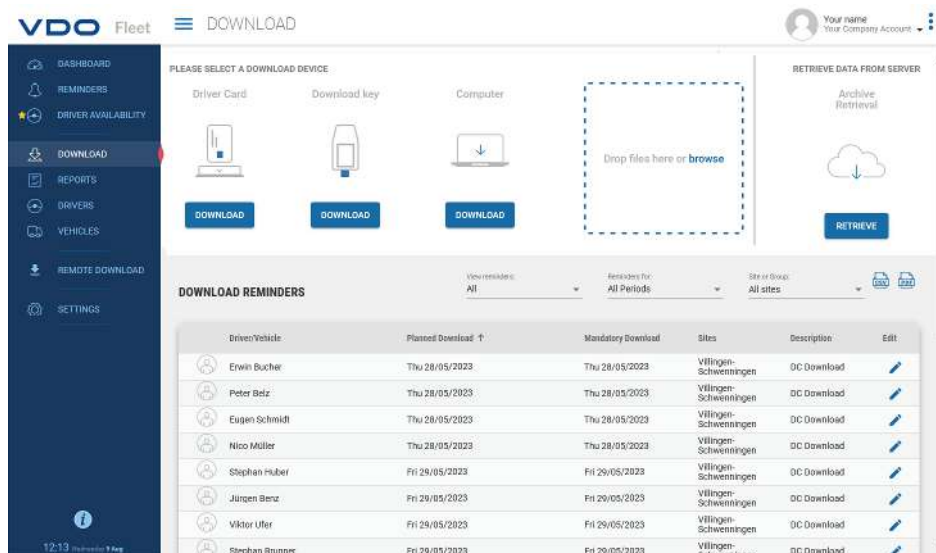 VDO Fleet
DOWNLOAD
Your name
Your Company Account
DASHBOARD
REMINDERS
DRIVER AVAILABILITY
DOWNLOAD
REPORTS
DRIVERS
VEHICLES
REMOTE DOWNLOAD
SETTINGS
12:13 Wednesday 9 Aug
PLEASE SELECT A DOWNLOAD DEVICE
Driver Card
Download key
Computer
DOWNLOAD
DOWNLOAD
DOWNLOAD
Drop files here or browse
RETRIEVE DATA FROM SERVER
Archive
Retrieval
RETRIEVE
DOWNLOAD REMINDERS
View reminders:
All
Reminders for:
All Periods
Site or Group:
All sites
CSV PDF
Driver/Vehicle Planned Download ↑ Mandatory Download Sites Description Edit
Erwin Bucher Thu 28/05/2023 Thu 28/05/2023 Villingen-
Schwenningen DC Download
Peter Belz Thu 28/05/2023 Thu 28/05/2023 Villingen-
Schwenningen DC Download
Eugen Schmidt Thu 28/05/2023 Thu 28/05/2023 Villingen-
Schwenningen DC Download
Nico Müller Thu 28/05/2023 Thu 28/05/2023 Villingen-
Schwenningen DC Download
Stephan Huber Fri 29/05/2023 Fri 29/05/2023 Villingen-
Schwenningen DC Download
Jürgen Benz Fri 29/05/2023 Fri 29/05/2023 Villingen-
Schwenningen DC Download
Viktor Ufer Fri 29/05/2023 Fri 29/05/2023 Villingen-
Schwenningen DC Download
Stephan Brunner Fri 29/05/2023 Fri 29/05/2023 Villingen-
DC Download